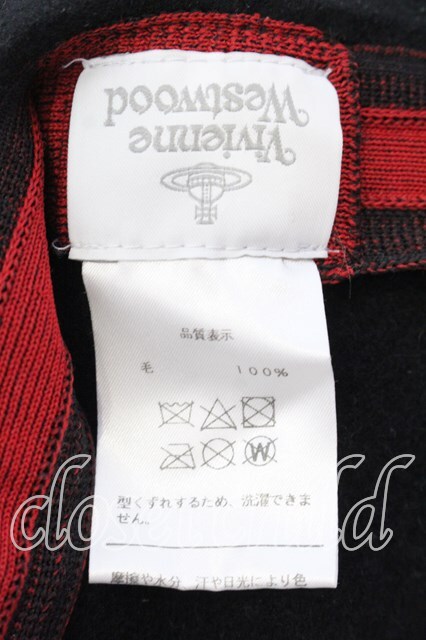 Vivienne
Westwood
品質表示
毛 100%
W
型くずれするため、洗濯できま
せん。
摩擦や水分 汗や日光により色
closetchild